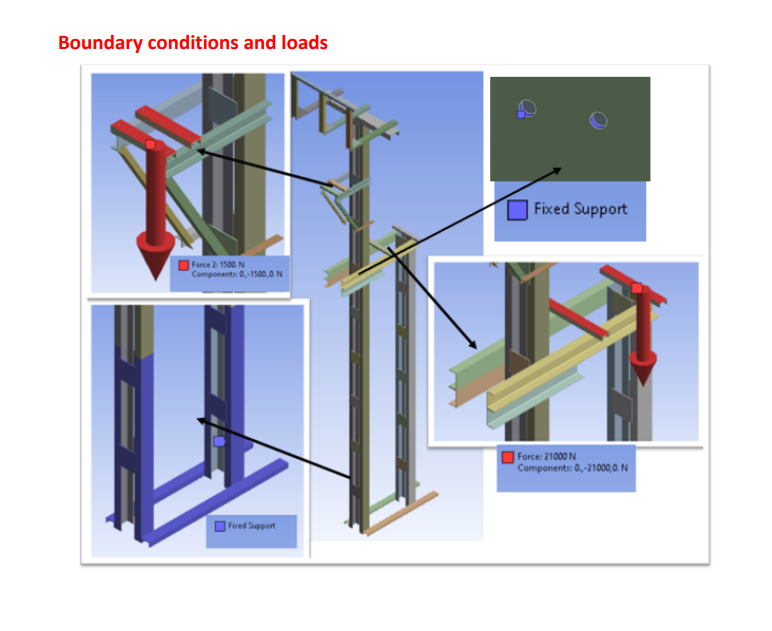 Boundary conditions and loads
Fixed Support
Force 2: 1500. N
Components: 0.,-1500.,0. N
Force: 21000 N
Components: 0.,-21000,0. N
Fixed Support